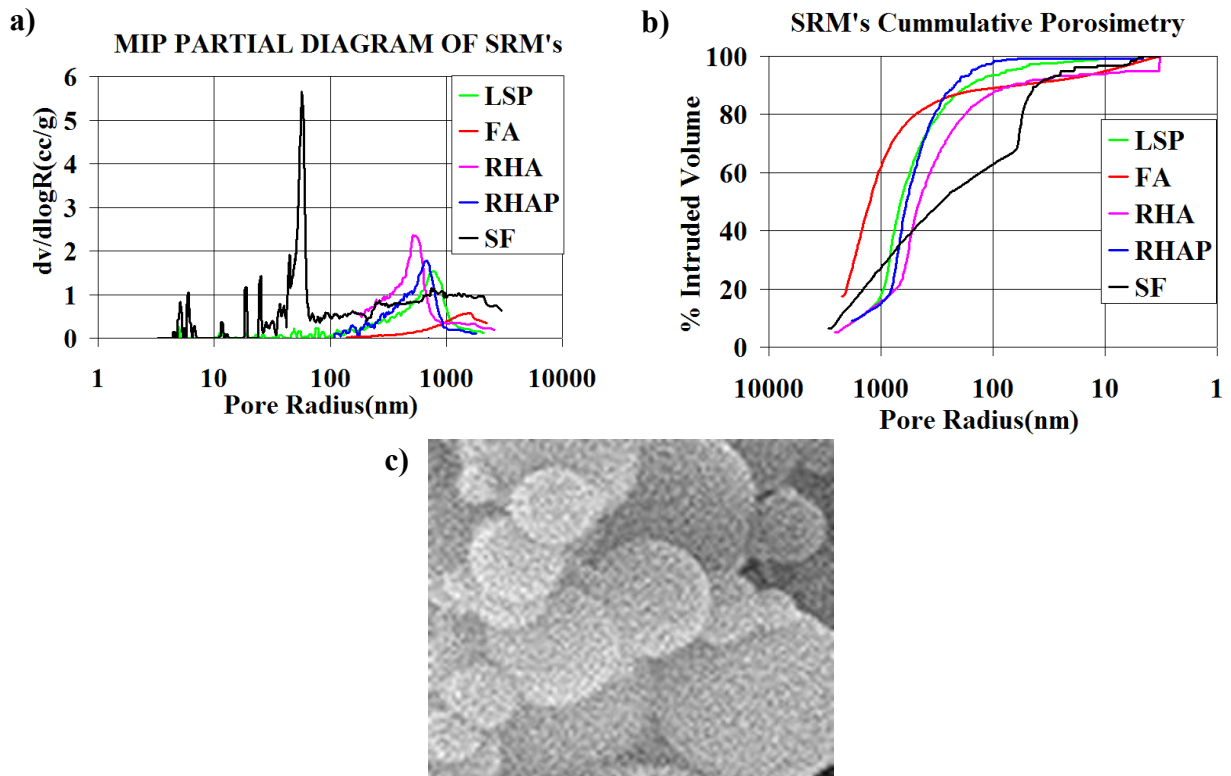 a)
MIP PARTIAL DIAGRAM OF SRM's
6
5
4
3
2
1
0
dv/dlogR(cc/g)
LSP
FA
RHA
RHAP
SF
1 10 100 1000 10000
Pore Radius(nm)
b)
SRM's Cummulative Porosimetry
100
80
60
40
20
0
% Intruded Volume
LSP
FA
RHA
RHAP
SF
10000 1000 100 10 1
Pore Radius(nm)
c)